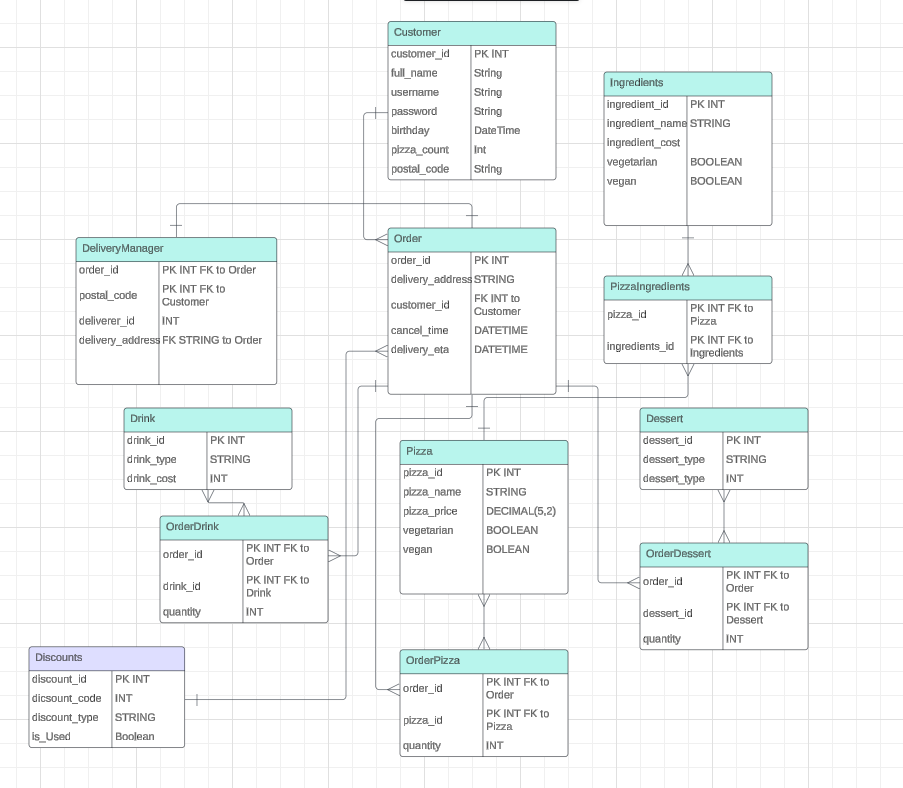 Customer
customer_id PK INT
full_name String
username String
password String
birthday DateTime
pizza_count Int
postal_code String
Ingredients
ingredient_id PK INT
ingredient_name STRING
ingredient_cost
vegetarian BOOLEAN
vegan BOOLEAN
DeliveryManager
order_id PK INT FK to Order
postal_code PK INT FK to
Customer
deliverer_id INT
delivery_address FK STRING to Order
Order
order_id PK INT
delivery_address STRING
customer_id FK INT to
Customer
cancel_time DATETIME
delivery_eta DATETIME
PizzaIngredients
pizza_id PK INT FK to
Pizza
ingredients_id PK INT FK to
Ingredients
Drink
drink_id PK INT
drink_type STRING
drink_cost INT
Pizza
pizza_id PK INT
pizza_name STRING
pizza_price DECIMAL(5,2)
vegetarian BOOLEAN
vegan BOLEAN
Dessert
dessert_id PK INT
dessert_type STRING
dessert_type INT
OrderDrink
order_id PK INT FK to
Order
drink_id PK INT FK to
Drink
quantity INT
OrderDessert
order_id PK INT FK to
Order
dessert_id PK INT FK to
Dessert
quantity INT
Discounts
discount_id PK INT
dicsount_code INT
discount_type STRING
Is_Used Boolean
OrderPizza
order_id PK INT FK to
Order
pizza_id PK INT FK to
Pizza
quantity INT